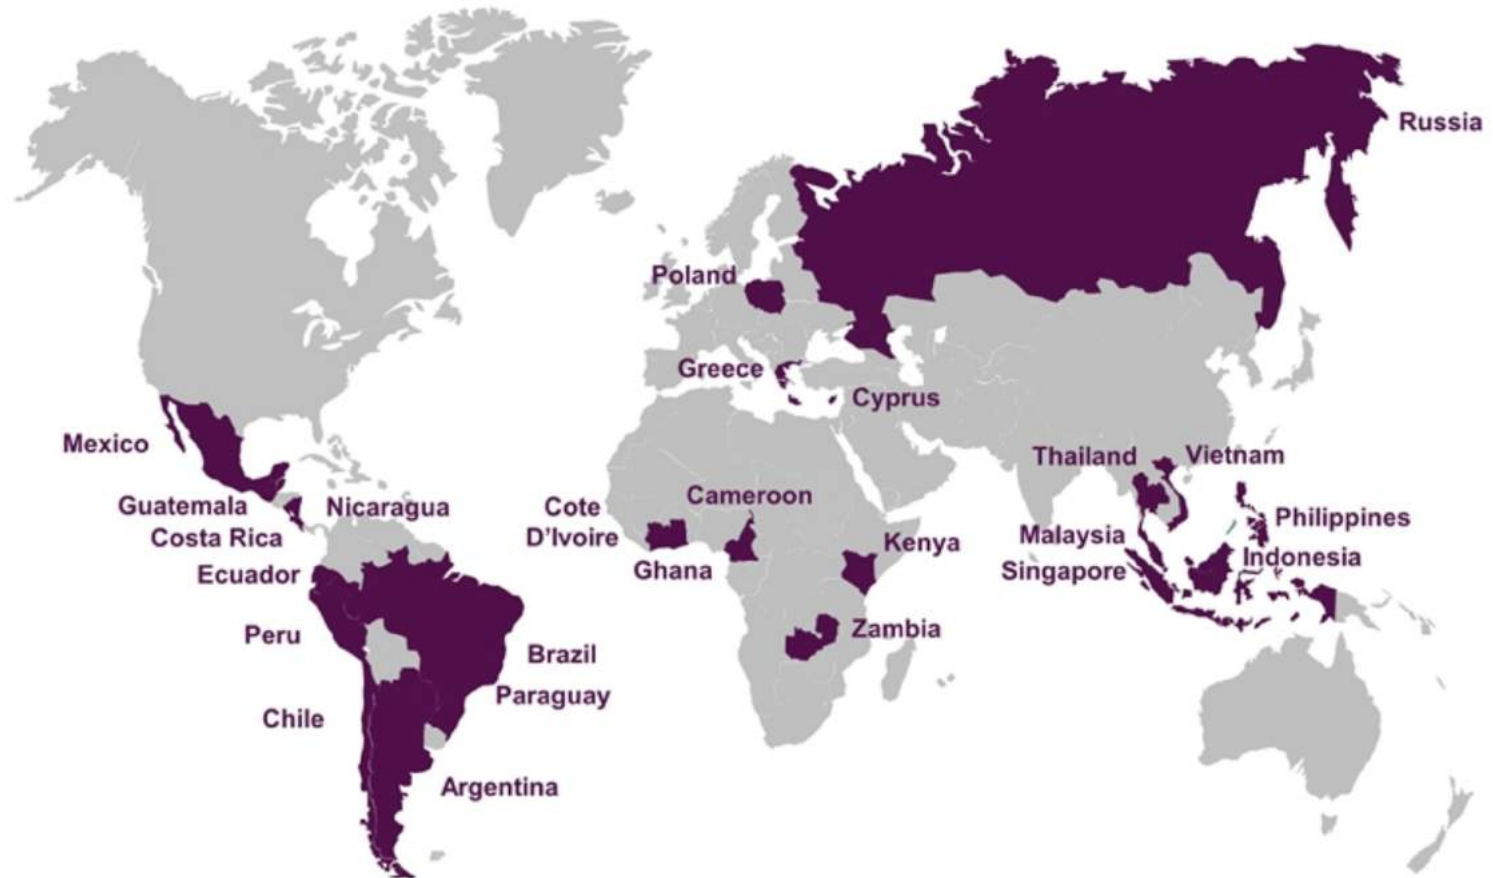 Russia
Poland
Greece
Cyprus
Mexico
Thailand
Vietnam
Guatemala
Nicaragua
Cote
D'Ivoire
Cameroon
Philippines
Costa Rica
Malaysia
Kenya
Indonesia
Ecuador
Ghana
Singapore
Peru
Zambia
Brazil
Paraguay
Chile
Argentina